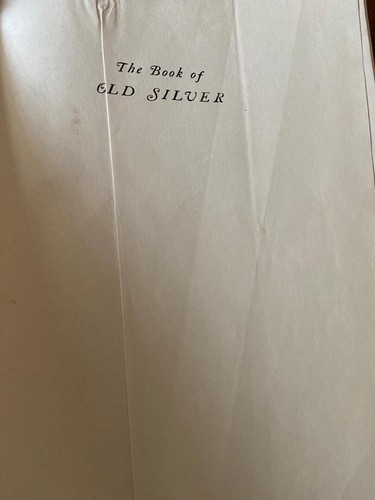 The Book of
OLD SILVER